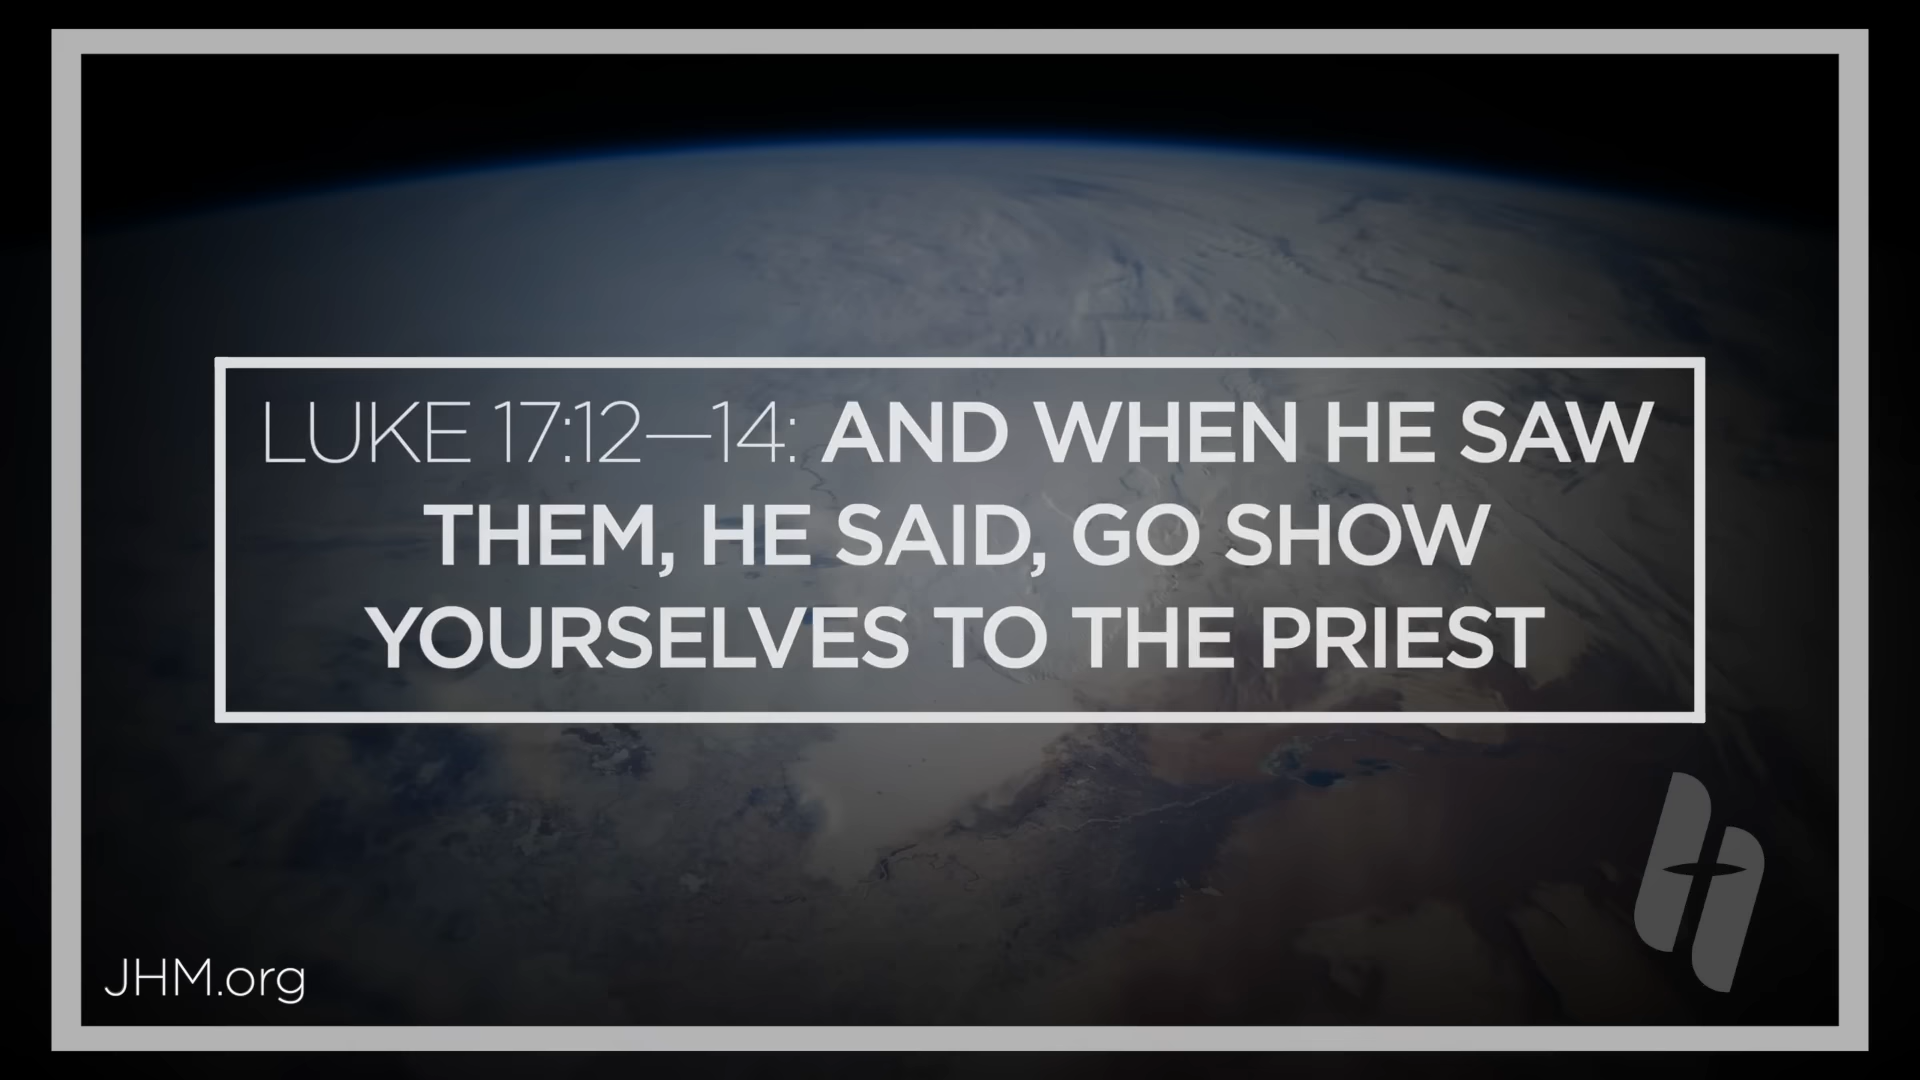 LUKE 17:12—14: AND WHEN HE SAW
THEM, HE SAID, GO SHOW
YOURSELVES TO THE PRIEST
JHM.org